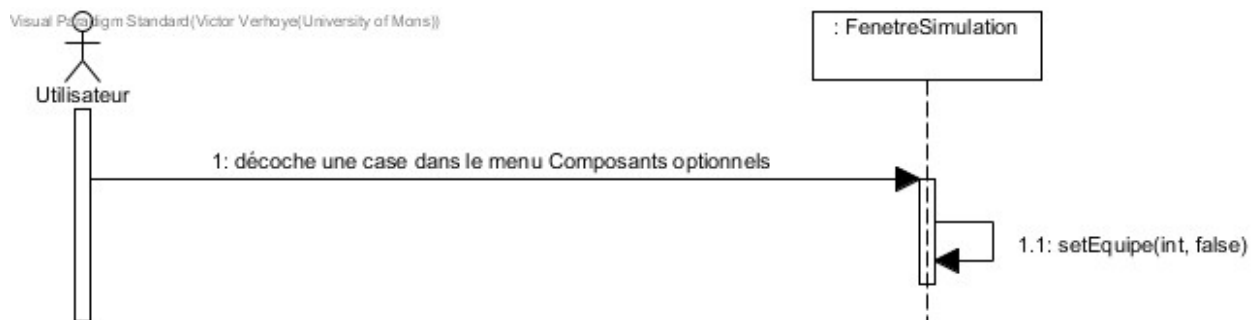 Visual Paradigm Standard(Victor Verhoye(University of Mons))
: FenetreSimulation
Utilisateur
1: décoche une case dans le menu Composants optionnels
1.1: setEquipe(int, false)